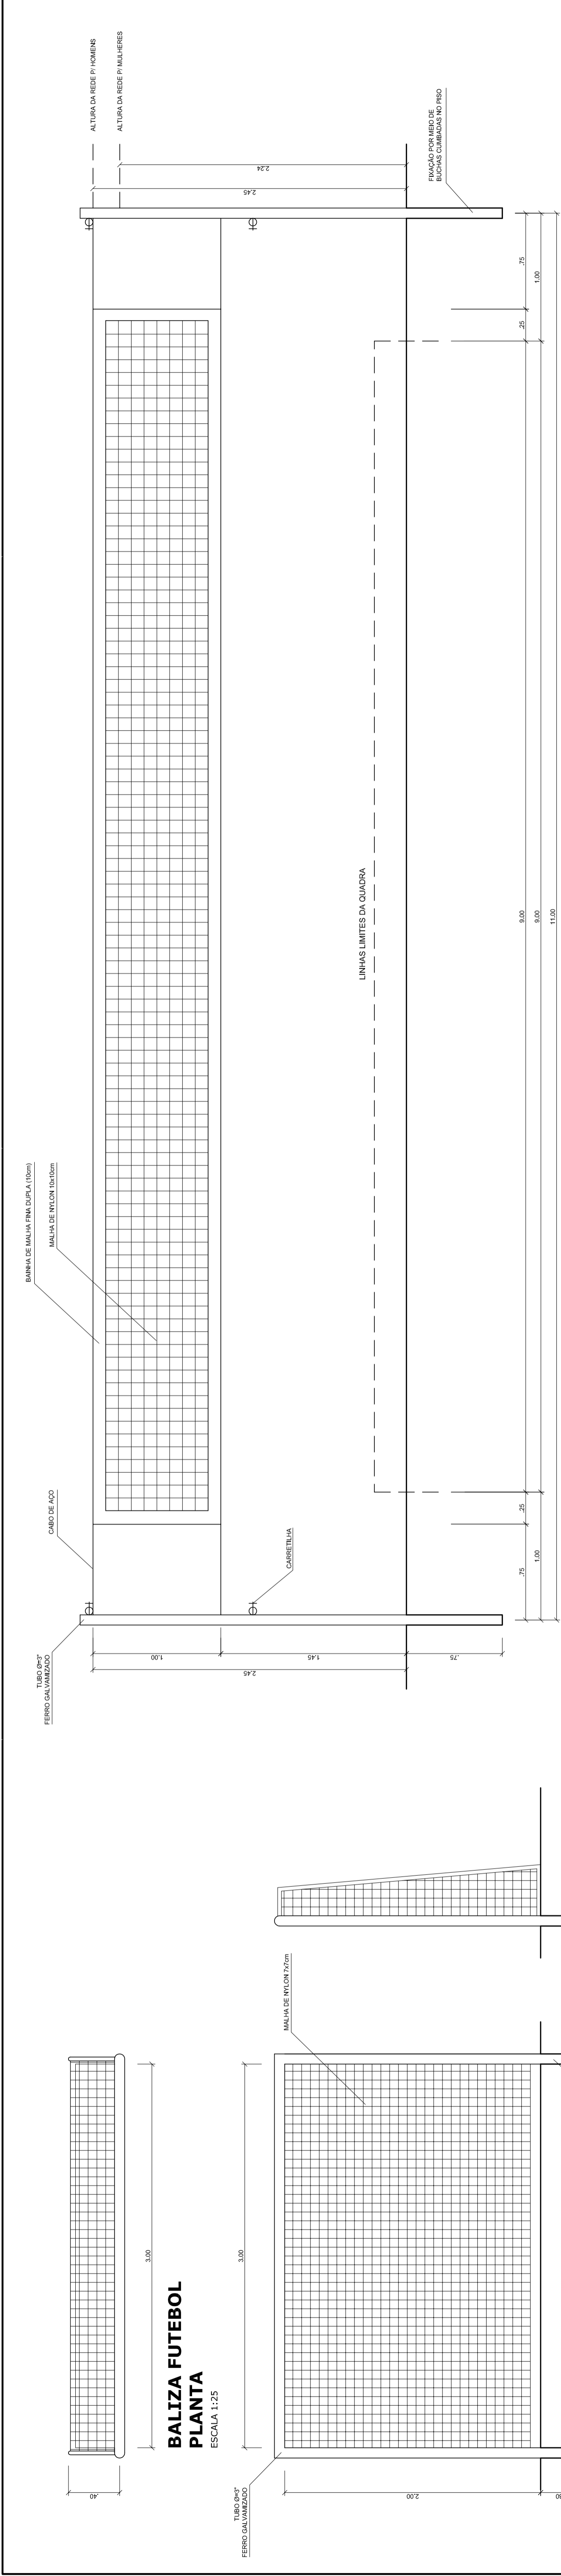 ALTURA DA REDE P/ HOMENS
ALTURA DA REDE P/ MULHERES
2.24
2.45
FIXAÇÃO POR MEIO DE
BUCHAS CUMBADAS NO PISO
.75
1.00
.25
9.00
9.00
11.00
LINHAS LIMITES DA QUADRA
BAINHA DE MALHA FINA DUPLA (10cm)
MALHA DE NYLON 10x10cm
CABO DE AÇO
CARRETILHA
TUBO Ø=3"
FERRO GALVAMIZADO
1.00
1.45
2.45
.75
.25
.75
1.00
MALHA DE NYLON 7x7cm
3.00
BALIZA FUTEBOL
PLANTA
ESCALA 1:25
.40
3.00
TUBO Ø=3"
FERRO GALVAMIZADO
2.00